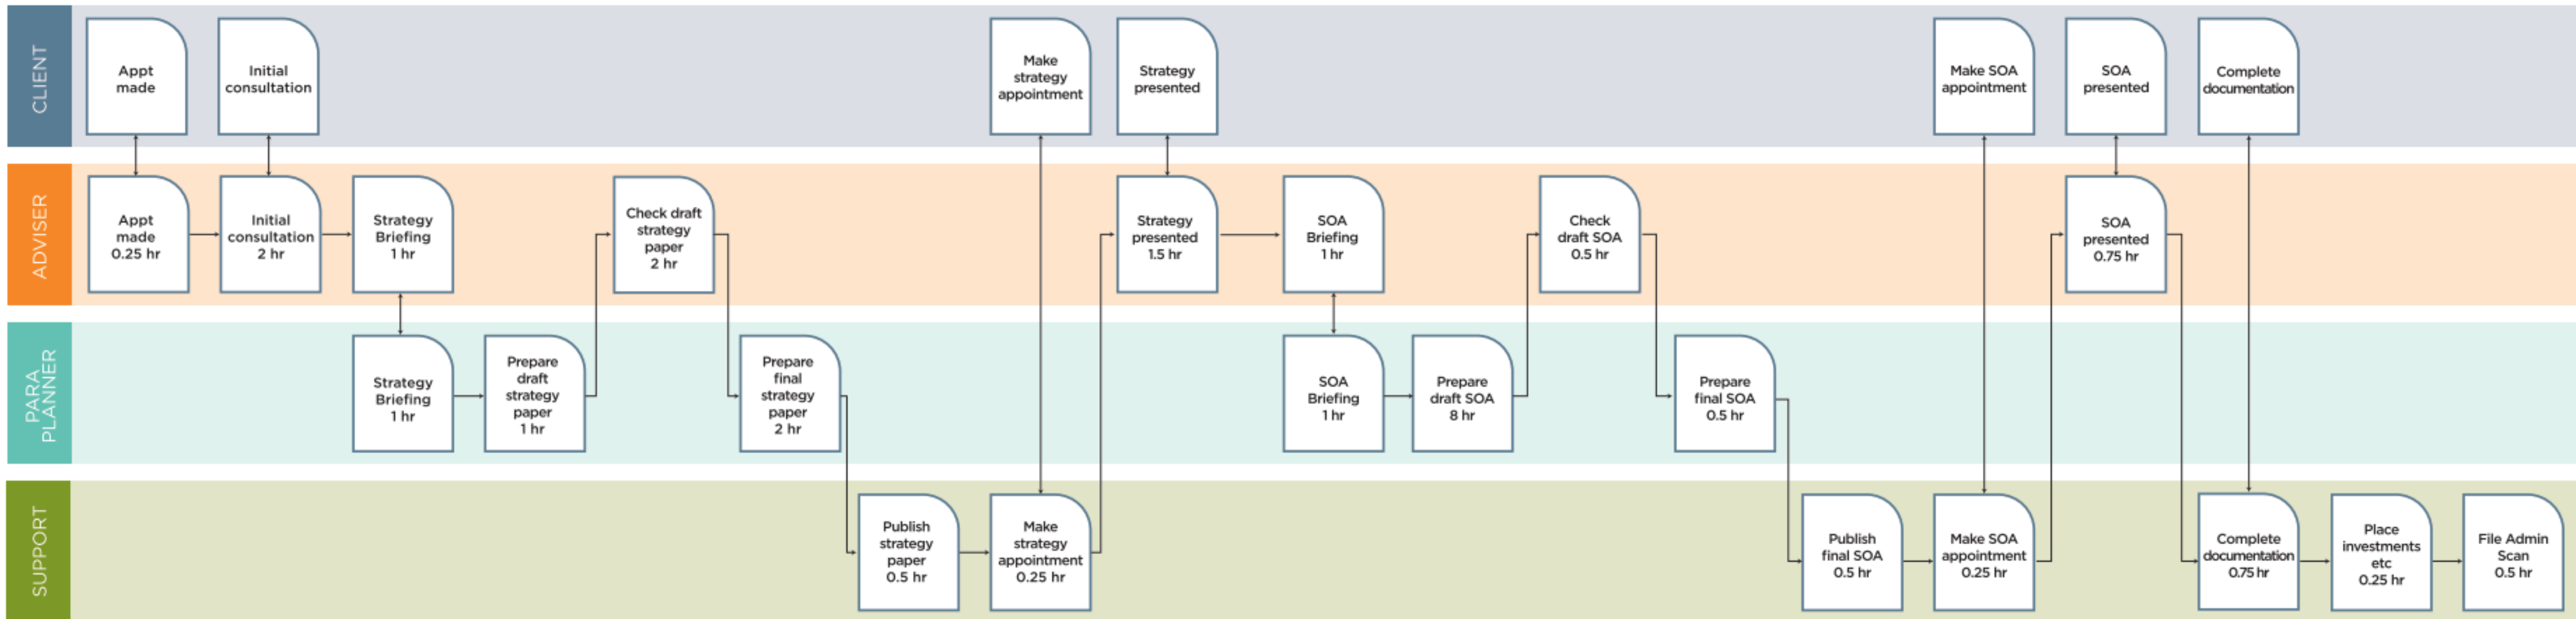 CLIENT
Appt
made
Initial
consultation
Make
strategy
appointment
Strategy
presented
Make SOA
appointment
SOA
presented
Complete
documentation
ADVISER
Appt
made
0.25 hr
Initial
consultation
2 hr
Strategy
Briefing
1 hr
Check draft
strategy
paper
2 hr
Strategy
presented
1.5 hr
SOA
Briefing
1 hr
Check
draft SOA
0.5 hr
SOA
presented
0.75 hr
PARA
PLANNER
Strategy
Briefing
1 hr
Prepare
draft
strategy
paper
1 hr
Prepare
final
strategy
paper
2 hr
SOA
Briefing
1 hr
Prepare
draft SOA
8 hr
Prepare
final SOA
0.5 hr
SUPPORT
Publish
strategy
paper
0.5 hr
Make
strategy
appointment
0.25 hr
Publish
final SOA
0.5 hr
Make SOA
appointment
0.25 hr
Complete
documentation
0.75 hr
Place
investments
etc
0.25 hr
File Admin
Scan
0.5 hr